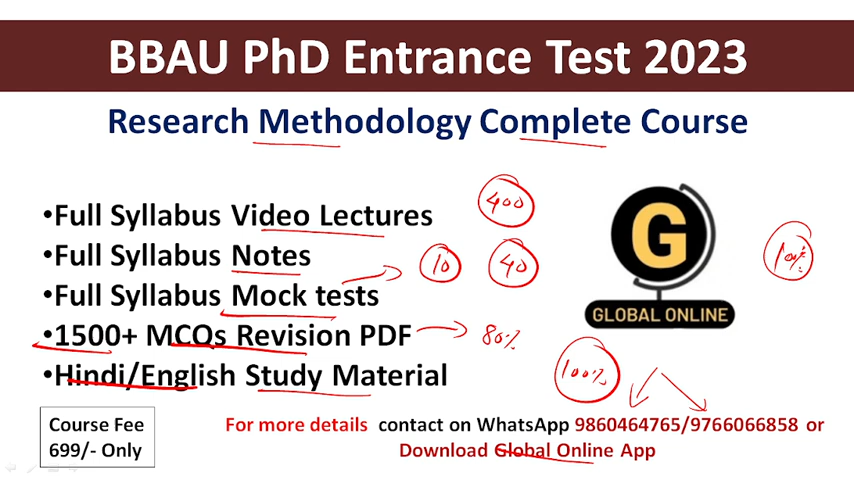 BBAU PhD Entrance Test 2023
Research Methodology Complete Course
400
•Full Syllabus Video Lectures
•Full Syllabus Notes
10 40
•Full Syllabus Mock tests
•1500+ MCQs Revision PDF
80%
•Hindi/English Study Material
100%
G
GLOBAL ONLINE
Course Fee
699/- Only
For more details contact on WhatsApp 9860464765/9766066858 or
Download Global Online App